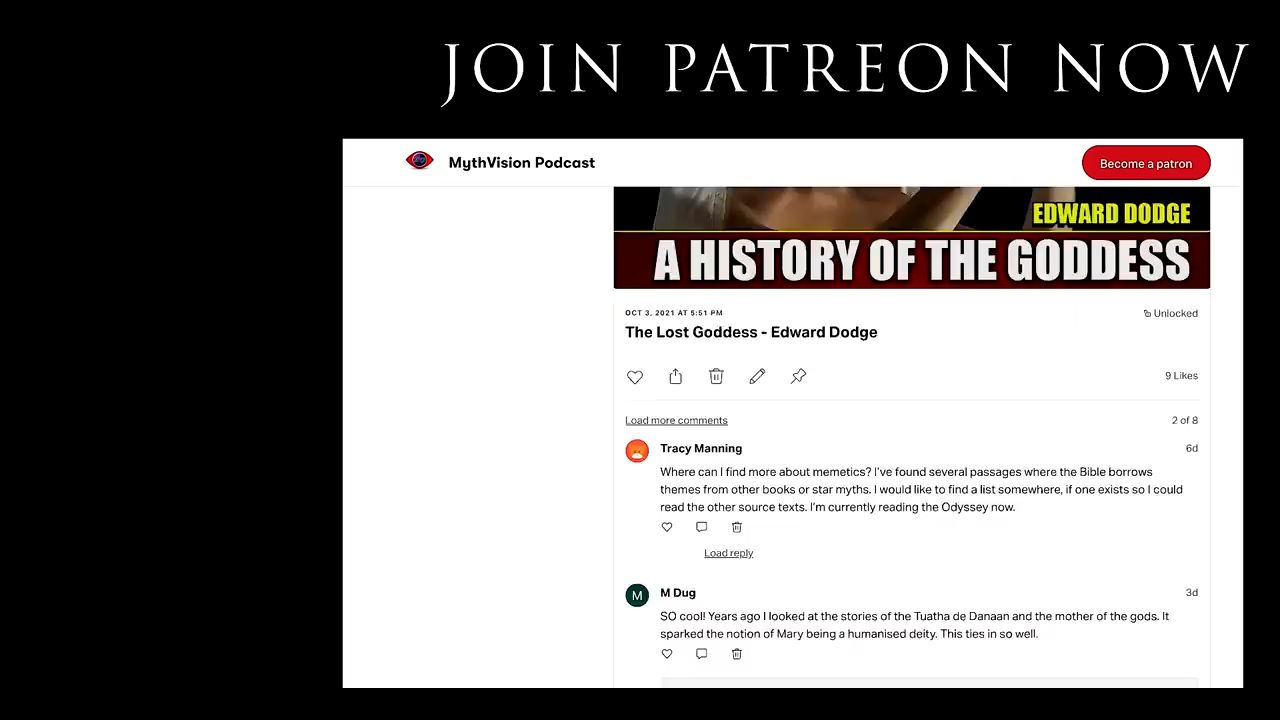 JOIN PATREON NOW
MythVision Podcast
Become a patron
EDWARD DODGE
A HISTORY OF THE GODDESS
OCT 3, 2021 AT 5:51 PM
Unlocked
The Lost Goddess - Edward Dodge
9 Likes
Load more comments
2 of 8
Tracy Manning
6d
Where can I find more about memetics? I've found several passages where the Bible borrows
themes from other books or star myths. I would like to find a list somewhere, if one exists so I could
read the other source texts. I'm currently reading the Odyssey now.
Load reply
M
M Dug
3d
SO cool! Years ago I looked at the stories of the Tuatha de Danaan and the mother of the gods. It
sparked the notion of Mary being a humanised deity. This ties in so well.